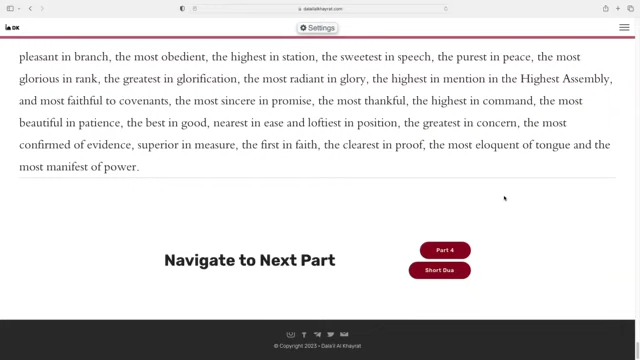 dalailalkhayrat.com
DK
Settings
pleasant in branch, the most obedient, the highest in station, the sweetest in speech, the purest in peace, the most
glorious in rank, the greatest in glorification, the most radiant in glory, the highest in mention in the Highest Assembly,
and most faithful to covenants, the most sincere in promise, the most thankful, the highest in command, the most
beautiful in patience, the best in good, nearest in ease and loftiest in position, the greatest in concern, the most
confirmed of evidence, superior in measure, the first in faith, the clearest in proof, the most eloquent of tongue and the
most manifest of power.
Navigate to Next Part
Part 4
Short Dua
© Copyright 2023 • Dala'il Al Khayrat